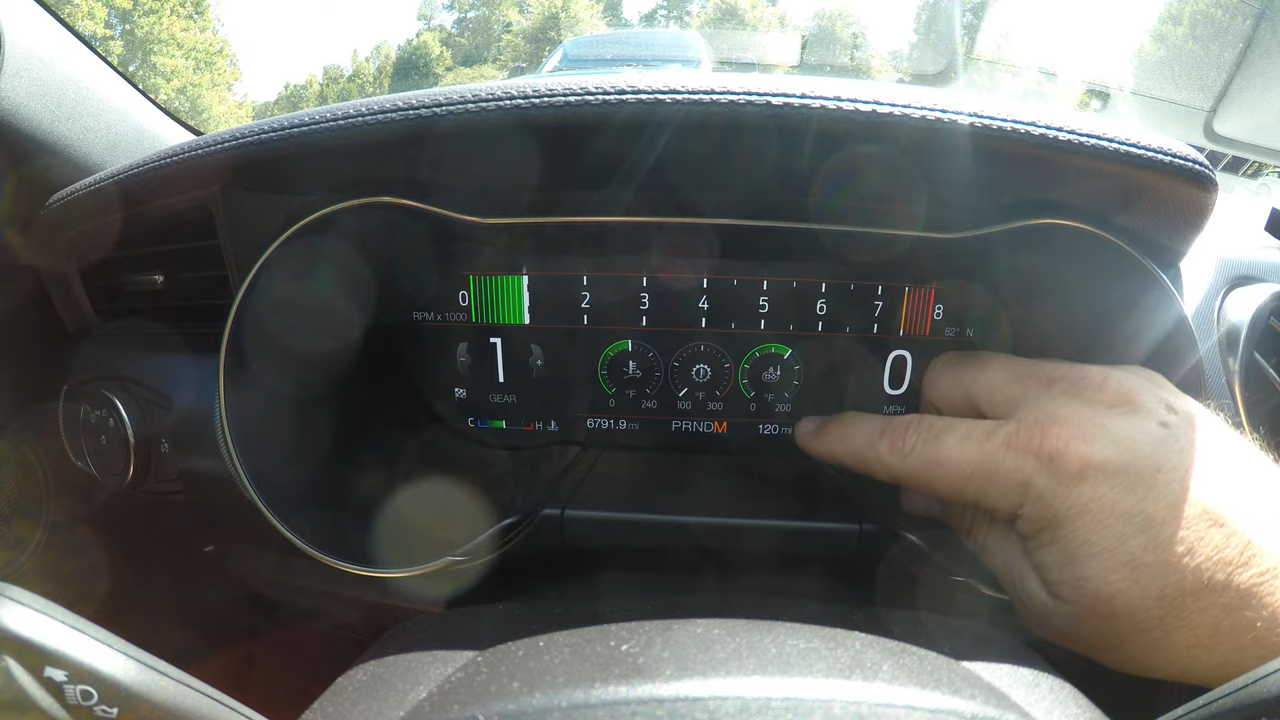 0 2 3 4 5 6 7 8
RPM x 1000
82° N
1
GEAR
- +
°F °F °F
0 240 100 300 0 200
0
MPH
C H
6791.9 mi
PRNDM
120 mi